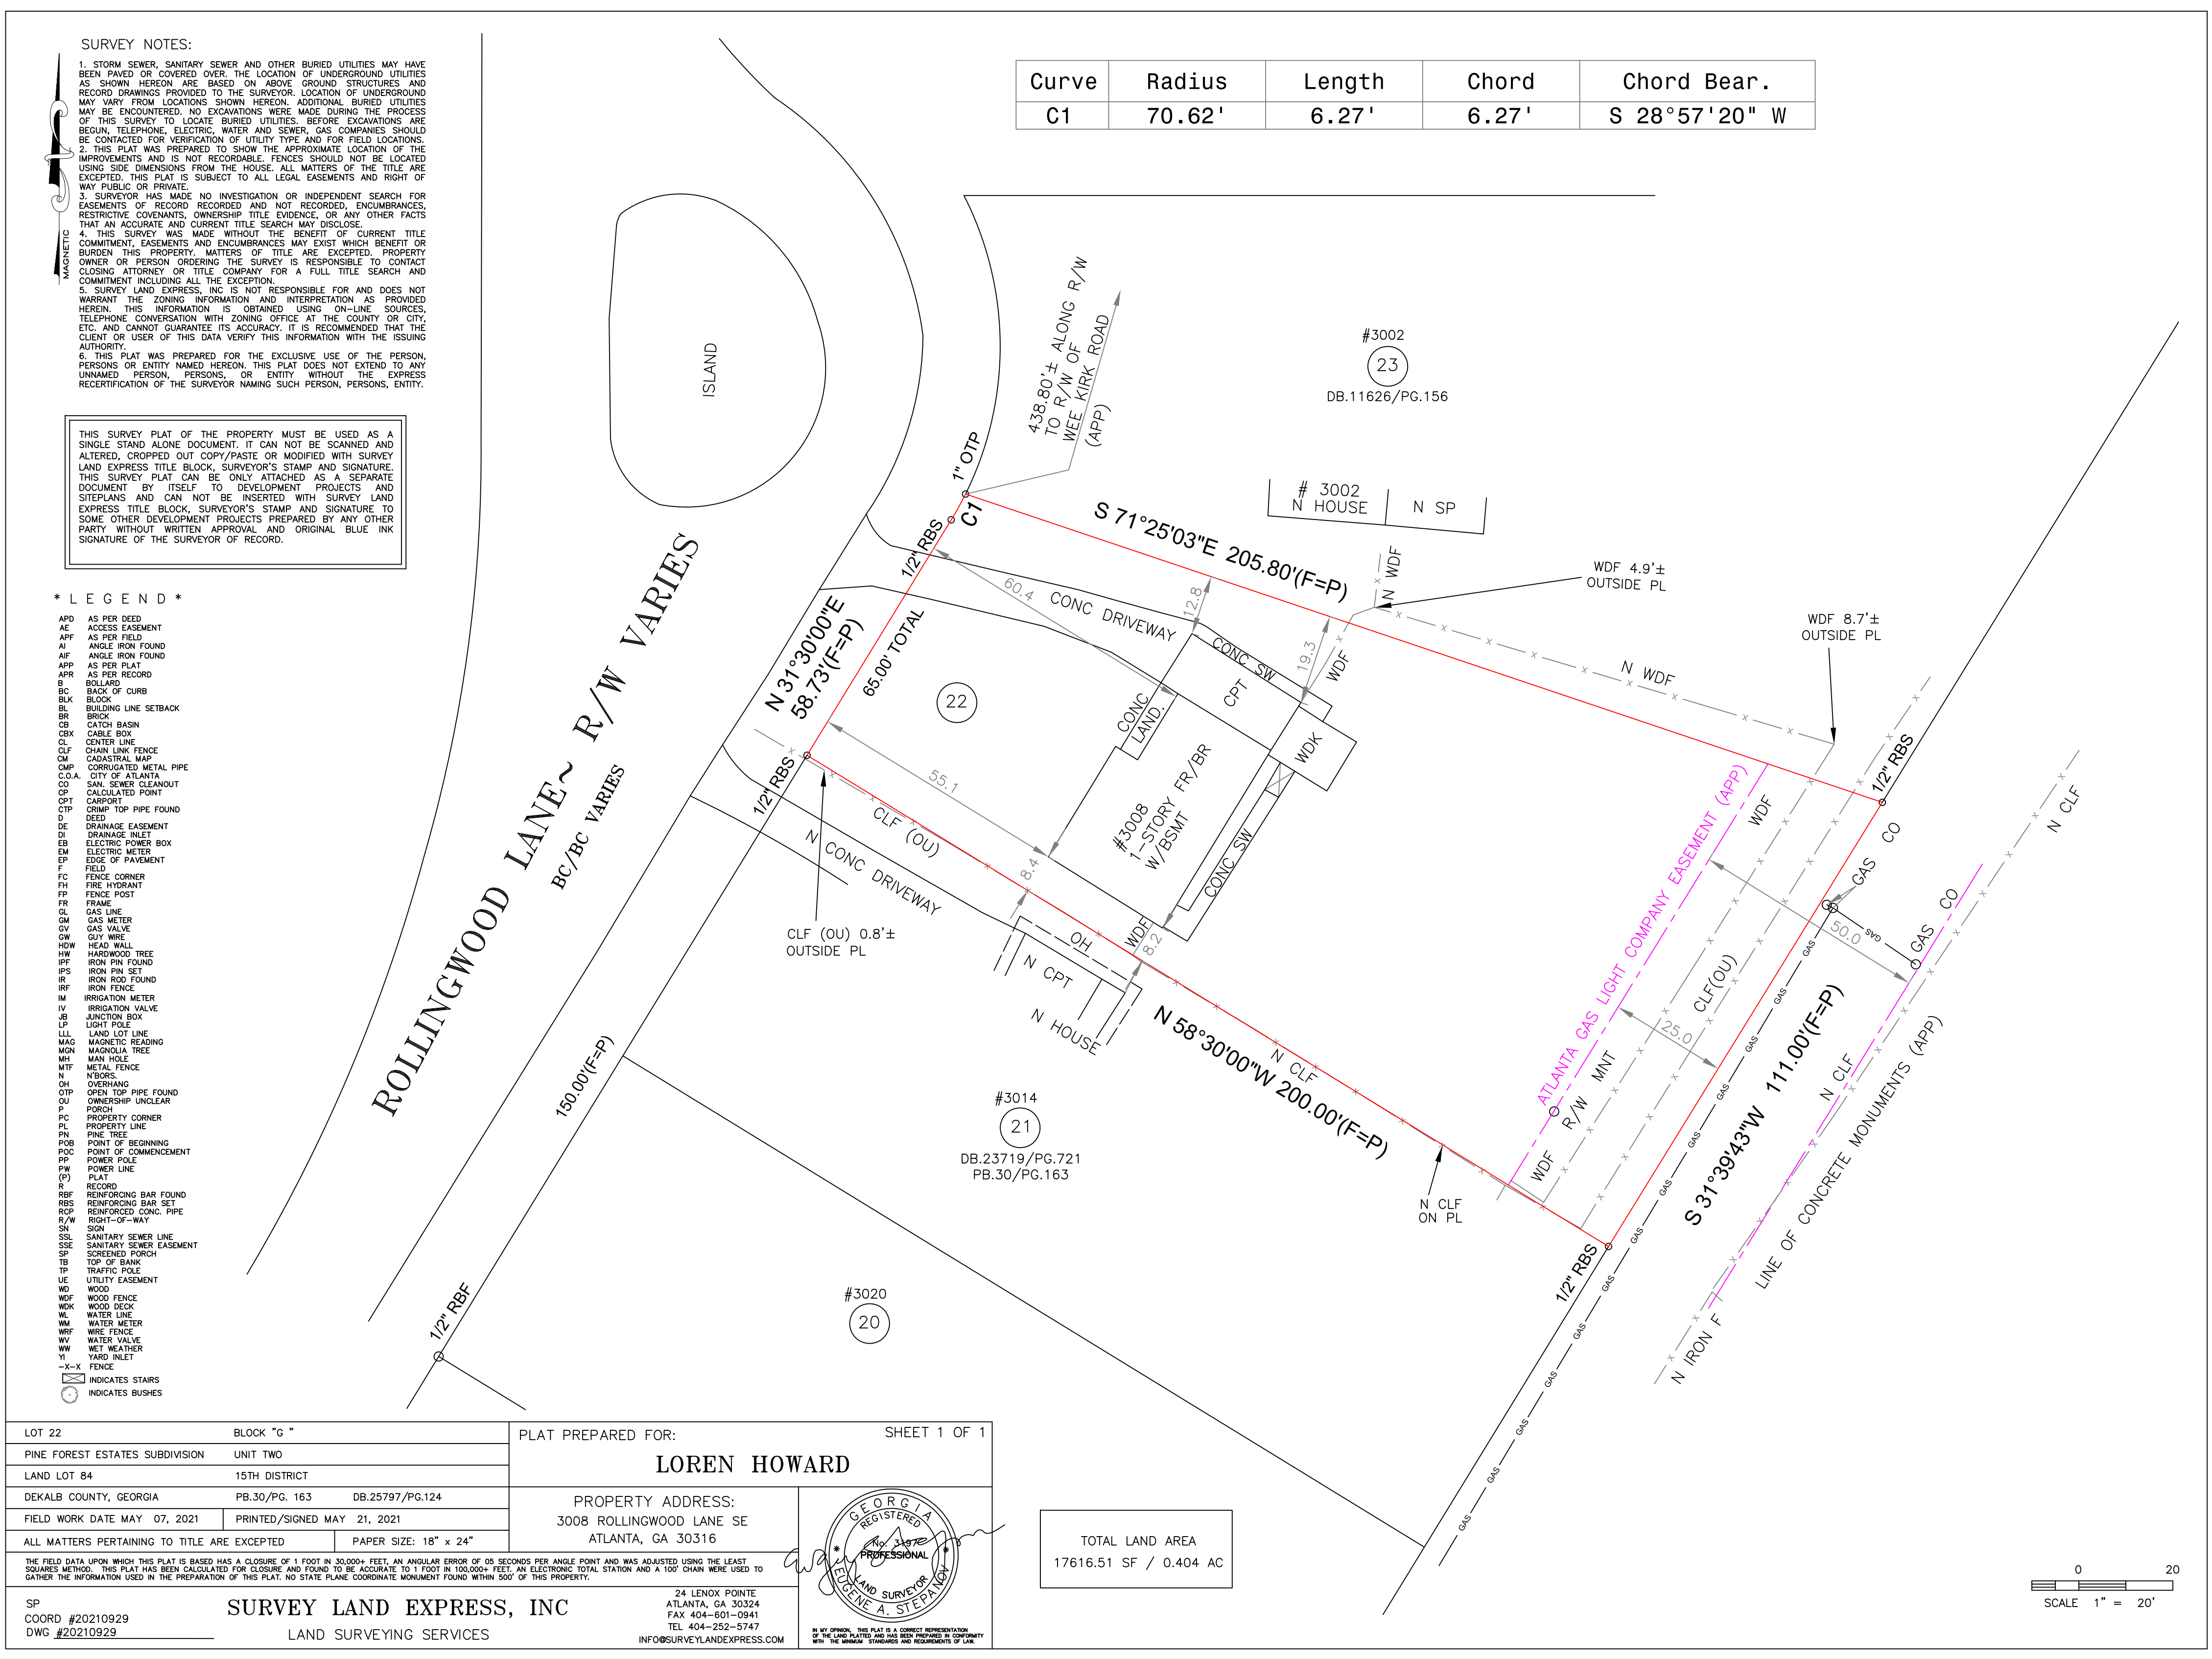 SURVEY NOTES:
1. STORM SEWER, SANITARY SEWER AND OTHER BURIED UTILITIES MAY HAVE
BEEN PAVED OR COVERED OVER. THE LOCATION OF UNDERGROUND UTILITIES
AS SHOWN HEREON ARE BASED ON ABOVE GROUND STRUCTURES AND
RECORD DRAWINGS PROVIDED TO THE SURVEYOR. LOCATION OF UNDERGROUND
MAY VARY FROM LOCATIONS SHOWN HEREON. ADDITIONAL BURIED UTILITIES
MAY BE ENCOUNTERED. NO EXCAVATIONS WERE MADE DURING THE PROCESS
OF THIS SURVEY TO LOCATE BURIED UTILITIES. BEFORE EXCAVATIONS ARE
BEGUN, TELEPHONE, ELECTRIC, WATER AND SEWER, GAS COMPANIES SHOULD
BE CONTACTED FOR VERIFICATION OF UTILITY TYPE AND FOR FIELD LOCATIONS.
2. THIS PLAT WAS PREPARED TO SHOW THE APPROXIMATE LOCATION OF THE
IMPROVEMENTS AND IS NOT RECORDABLE. FENCES SHOULD NOT BE LOCATED
USING SIDE DIMENSIONS FROM THE HOUSE. ALL MATTERS OF THE TITLE ARE
EXCEPTED. THIS PLAT IS SUBJECT TO ALL LEGAL EASEMENTS AND RIGHT OF
WAY PUBLIC OR PRIVATE.
3. SURVEYOR HAS MADE NO INVESTIGATION OR INDEPENDENT SEARCH FOR
EASEMENTS OF RECORD RECORDED AND NOT RECORDED, ENCUMBRANCES,
RESTRICTIVE COVENANTS, OWNERSHIP TITLE EVIDENCE, OR ANY OTHER FACTS
THAT AN ACCURATE AND CURRENT TITLE SEARCH MAY DISCLOSE.
4. THIS SURVEY WAS MADE WITHOUT THE BENEFIT OF CURRENT TITLE
COMMITMENT, EASEMENTS AND ENCUMBRANCES MAY EXIST WHICH BENEFIT OR
BURDEN THIS PROPERTY. MATTERS OF TITLE ARE EXCEPTED. PROPERTY
OWNER OR PERSON ORDERING THE SURVEY IS RESPONSIBLE TO CONTACT
CLOSING ATTORNEY OR TITLE COMPANY FOR A FULL TITLE SEARCH AND
COMMITMENT INCLUDING ALL THE EXCEPTION.
5. SURVEY LAND EXPRESS, INC IS NOT RESPONSIBLE FOR AND DOES NOT
WARRANT THE ZONING INFORMATION AND INTERPRETATION AS PROVIDED
HEREIN. THIS INFORMATION IS OBTAINED USING ON-LINE SOURCES,
TELEPHONE CONVERSATION WITH ZONING OFFICE AT THE COUNTY OR CITY,
ETC. AND CANNOT GUARANTEE ITS ACCURACY. IT IS RECOMMENDED THAT THE
CLIENT OR USER OF THIS DATA VERIFY THIS INFORMATION WITH THE ISSUING
AUTHORITY.
6. THIS PLAT WAS PREPARED FOR THE EXCLUSIVE USE OF THE PERSON,
PERSONS OR ENTITY NAMED HEREON. THIS PLAT DOES NOT EXTEND TO ANY
UNNAMED PERSON, PERSONS, OR ENTITY WITHOUT THE EXPRESS
RECERTIFICATION OF THE SURVEYOR NAMING SUCH PERSON, PERSONS, ENTITY.
MAGNETIC
THIS SURVEY PLAT OF THE PROPERTY MUST BE USED AS A
SINGLE STAND ALONE DOCUMENT. IT CAN NOT BE SCANNED AND
ALTERED, CROPPED OUT COPY/PASTE OR MODIFIED WITH SURVEY
LAND EXPRESS TITLE BLOCK, SURVEYOR'S STAMP AND SIGNATURE.
THIS SURVEY PLAT CAN BE ONLY ATTACHED AS A SEPARATE
DOCUMENT BY ITSELF TO DEVELOPMENT PROJECTS AND
SITEPLANS AND CAN NOT BE INSERTED WITH SURVEY LAND
EXPRESS TITLE BLOCK, SURVEYOR'S STAMP AND SIGNATURE TO
SOME OTHER DEVELOPMENT PROJECTS PREPARED BY ANY OTHER
PARTY WITHOUT WRITTEN APPROVAL AND ORIGINAL BLUE INK
SIGNATURE OF THE SURVEYOR OF RECORD.
* L E G E N D *
APD AS PER DEED
AE ACCESS EASEMENT
APF AS PER FIELD
AI ANGLE IRON FOUND
AIF ANGLE IRON FOUND
APP AS PER PLAT
APR AS PER RECORD
B BOLLARD
BC BACK OF CURB
BLK BLOCK
BL BUILDING LINE SETBACK
BR BRICK
CB CATCH BASIN
CBX CABLE BOX
CL CENTER LINE
CLF CHAIN LINK FENCE
CM CADASTRAL MAP
CMP CORRUGATED METAL PIPE
C.O.A. CITY OF ATLANTA
CO SAN. SEWER CLEANOUT
CP CALCULATED POINT
CPT CARPORT
CTP CRIMP TOP PIPE FOUND
D DEED
DE DRAINAGE EASEMENT
DI DRAINAGE INLET
EB ELECTRIC POWER BOX
EM ELECTRIC METER
EP EDGE OF PAVEMENT
F FIELD
FC FENCE CORNER
FH FIRE HYDRANT
FP FENCE POST
FR FRAME
GL GAS LINE
GM GAS METER
GV GAS VALVE
GW GUY WIRE
HDW HEAD WALL
HW HARDWOOD TREE
IPF IRON PIN FOUND
IPS IRON PIN SET
IR IRON ROD FOUND
IRF IRON FENCE
IM IRRIGATION METER
IV IRRIGATION VALVE
JB JUNCTION BOX
LP LIGHT POLE
LLL LAND LOT LINE
MAG MAGNETIC READING
MGN MAGNOLIA TREE
MH MAN HOLE
MTF METAL FENCE
N N'BORS.
OH OVERHANG
OTP OPEN TOP PIPE FOUND
OU OWNERSHIP UNCLEAR
P PORCH
PC PROPERTY CORNER
PL PROPERTY LINE
PN PINE TREE
POB POINT OF BEGINNING
POC POINT OF COMMENCEMENT
PP POWER POLE
PW POWER LINE
(P) PLAT
R RECORD
RBF REINFORCING BAR FOUND
RBS REINFORCING BAR SET
RCP REINFORCED CONC. PIPE
R/W RIGHT-OF-WAY
SN SIGN
SSL SANITARY SEWER LINE
SSE SANITARY SEWER EASEMENT
SP SCREENED PORCH
TB TOP OF BANK
TP TRAFFIC POLE
UE UTILITY EASEMENT
WD WOOD
WDF WOOD FENCE
WDK WOOD DECK
WL WATER LINE
WM WATER METER
WRF WIRE FENCE
WV WATER VALVE
WW WET WEATHER
YI YARD INLET
-X-X FENCE
INDICATES STAIRS
INDICATES BUSHES
Curve Radius Length Chord Chord Bear.
C1 70.62' 6.27' 6.27' S 28°57'20" W
ISLAND
438.80'± ALONG R/W
TO R/W OF
WEE KIRK ROAD
(APP)
#3002
23
DB.11626/PG.156
# 3002
N HOUSE
N SP
1" OTP
C1
1/2" RBS
S 71°25'03"E 205.80'(F=P)
N WDF
WDF 4.9'±
OUTSIDE PL
WDF 8.7'±
OUTSIDE PL
N WDF
WDF
60.4
CONC DRIVEWAY
12.8
19.3
CONC SW
CPT
CONC
LAND.
WDK
ROLLINGWOOD LANE~ R/W VARIES
BC/BC VARIES
N 31°30'00"E
58.73'(F=P)
65.00' TOTAL
22
1/2" RBS
55.1
#3008
1-STORY FR/BR
W/BSMT
CONC SW
CLF (OU)
N CONC DRIVEWAY
8.4
CLF (OU) 0.8'±
OUTSIDE PL
OH
WDF
8.2
N CPT
N HOUSE
150.00'(F=P)
N 58°30'00"W 200.00'(F=P)
N CLF
N CLF
ON PL
#3014
21
DB.23719/PG.721
PB.30/PG.163
#3020
20
1/2" RBF
ATLANTA GAS LIGHT COMPANY EASEMENT (APP)
WDF
R/W MNT
WDF
CLF(OU)
25.0
50.0
1/2" RBS
CO
GAS
GAS
CO
GAS
N CLF
N CLF
GAS
GAS
GAS
GAS
GAS
GAS
GAS
GAS
GAS
GAS
GAS
GAS
GAS
S 31°39'43"W 111.00'(F=P)
LINE OF CONCRETE MONUMENTS (APP)
N IRON F
1/2" RBS
LOT 22 BLOCK "G "
PINE FOREST ESTATES SUBDIVISION UNIT TWO
LAND LOT 84 15TH DISTRICT
DEKALB COUNTY, GEORGIA PB.30/PG. 163 DB.25797/PG.124
FIELD WORK DATE MAY 07, 2021 PRINTED/SIGNED MAY 21, 2021
ALL MATTERS PERTAINING TO TITLE ARE EXCEPTED PAPER SIZE: 18" x 24"
PLAT PREPARED FOR: SHEET 1 OF 1
LOREN HOWARD
PROPERTY ADDRESS:
3008 ROLLINGWOOD LANE SE
ATLANTA, GA 30316
THE FIELD DATA UPON WHICH THIS PLAT IS BASED HAS A CLOSURE OF 1 FOOT IN 30,000+ FEET, AN ANGULAR ERROR OF 05 SECONDS PER ANGLE POINT AND WAS ADJUSTED USING THE LEAST
SQUARES METHOD. THIS PLAT HAS BEEN CALCULATED FOR CLOSURE AND FOUND TO BE ACCURATE TO 1 FOOT IN 100,000+ FEET. AN ELECTRONIC TOTAL STATION AND A 100' CHAIN WERE USED TO
GATHER THE INFORMATION USED IN THE PREPARATION OF THIS PLAT. NO STATE PLANE COORDINATE MONUMENT FOUND WITHIN 500' OF THIS PROPERTY.
SP
COORD #20210929
DWG #20210929
SURVEY LAND EXPRESS, INC
LAND SURVEYING SERVICES
24 LENOX POINTE
ATLANTA, GA 30324
FAX 404-601-0941
TEL 404-252-5747
INFO@SURVEYLANDEXPRESS.COM
GEORGIA
REGISTERED
No. 3197
PROFESSIONAL
LAND SURVEYOR
* EUGENE A. STEPANOV *
IN MY OPINION, THIS PLAT IS A CORRECT REPRESENTATION
OF THE LAND PLATTED AND HAS BEEN PREPARED IN CONFORMITY
WITH THE MINIMUM STANDARDS AND REQUIREMENTS OF LAW.
TOTAL LAND AREA
17616.51 SF / 0.404 AC
0 20
SCALE 1" = 20'